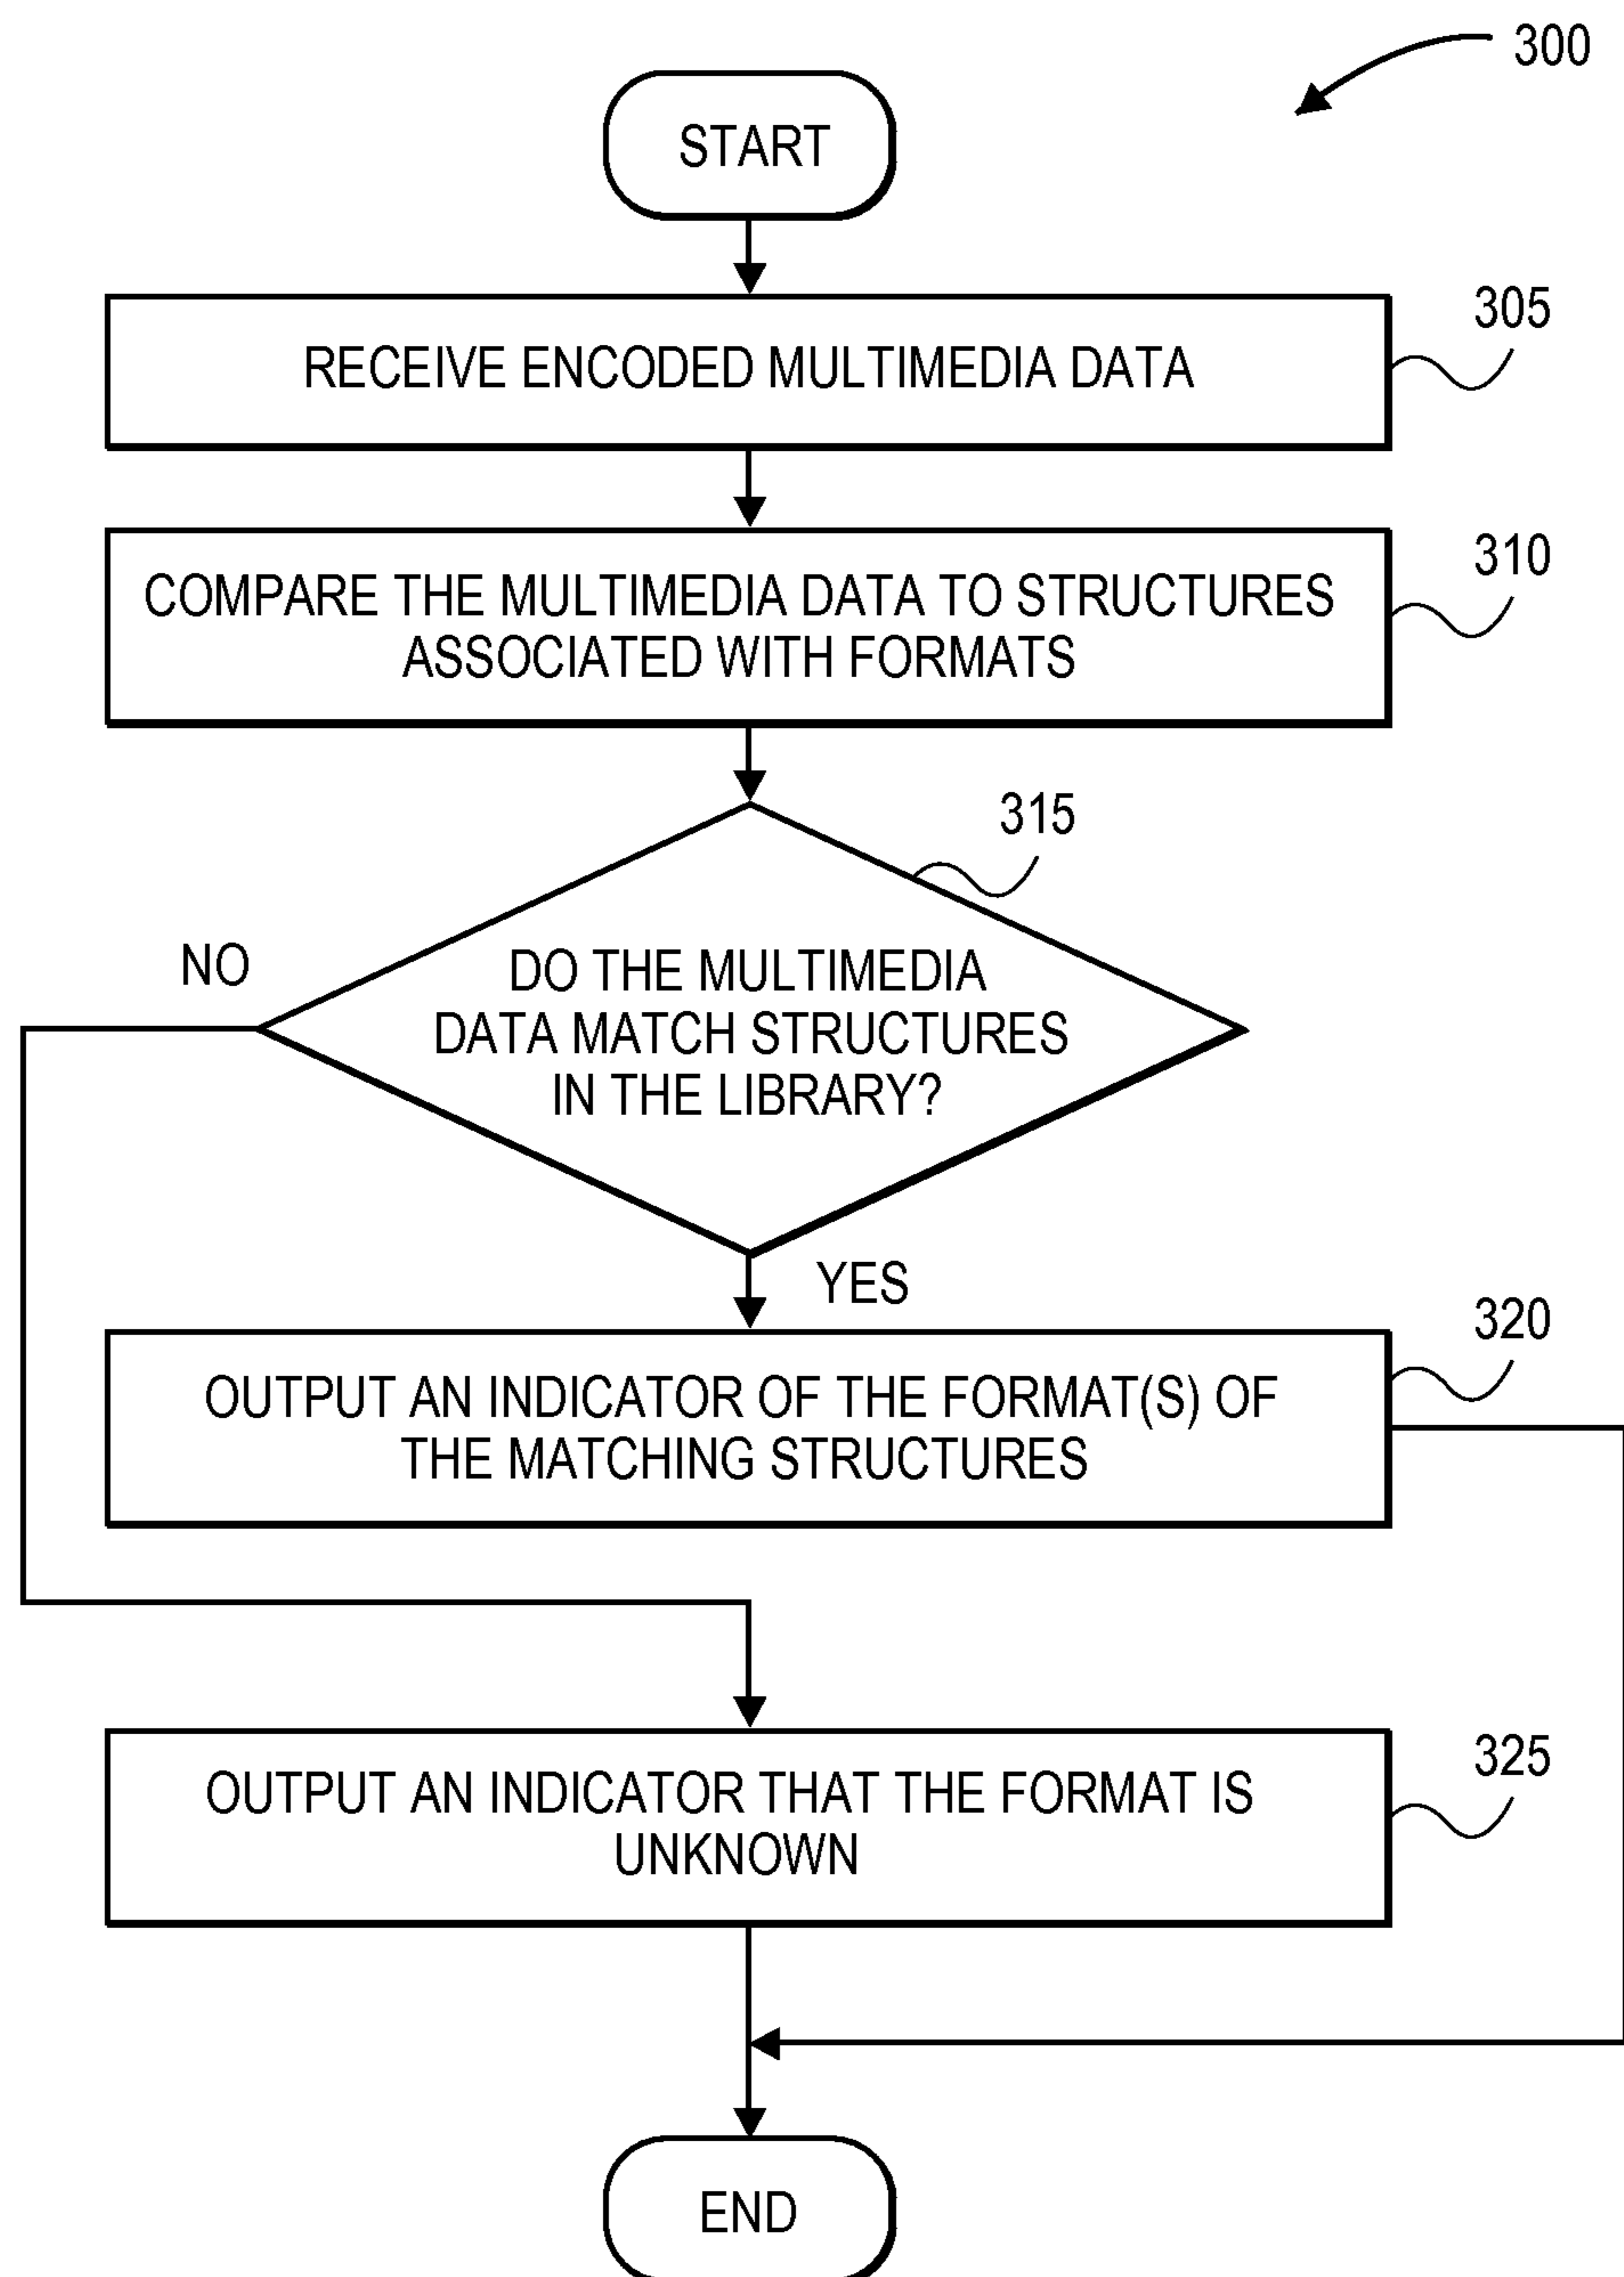 300
START
305
RECEIVE ENCODED MULTIMEDIA DATA
310
COMPARE THE MULTIMEDIA DATA TO STRUCTURES
ASSOCIATED WITH FORMATS
315
NO
DO THE MULTIMEDIA
DATA MATCH STRUCTURES
IN THE LIBRARY?
YES
320
OUTPUT AN INDICATOR OF THE FORMAT(S) OF
THE MATCHING STRUCTURES
325
OUTPUT AN INDICATOR THAT THE FORMAT IS
UNKNOWN
END